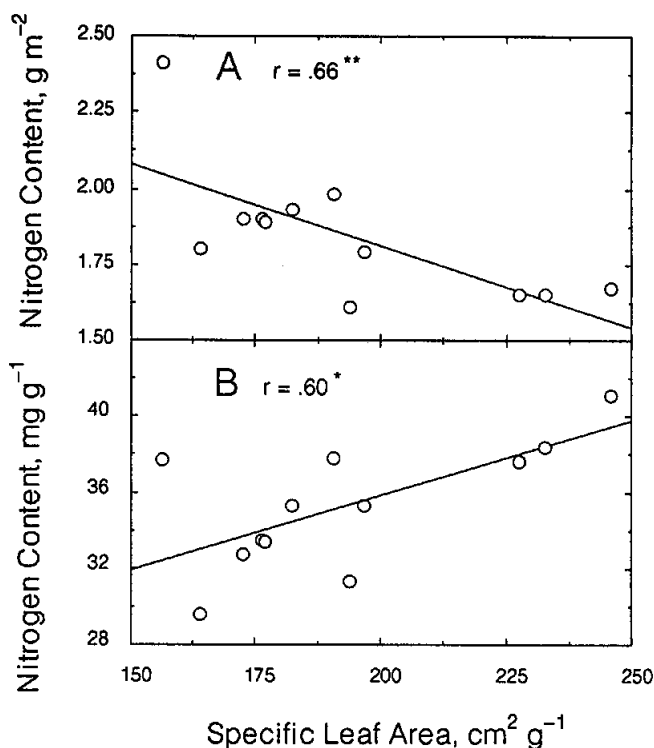 2.50
A r = .66**
2.25
2.00
1.75
1.50
Nitrogen Content, g m⁻²
B r = .60*
40
36
32
28
Nitrogen Content, mg g⁻¹
150 175 200 225 250
Specific Leaf Area, cm² g⁻¹